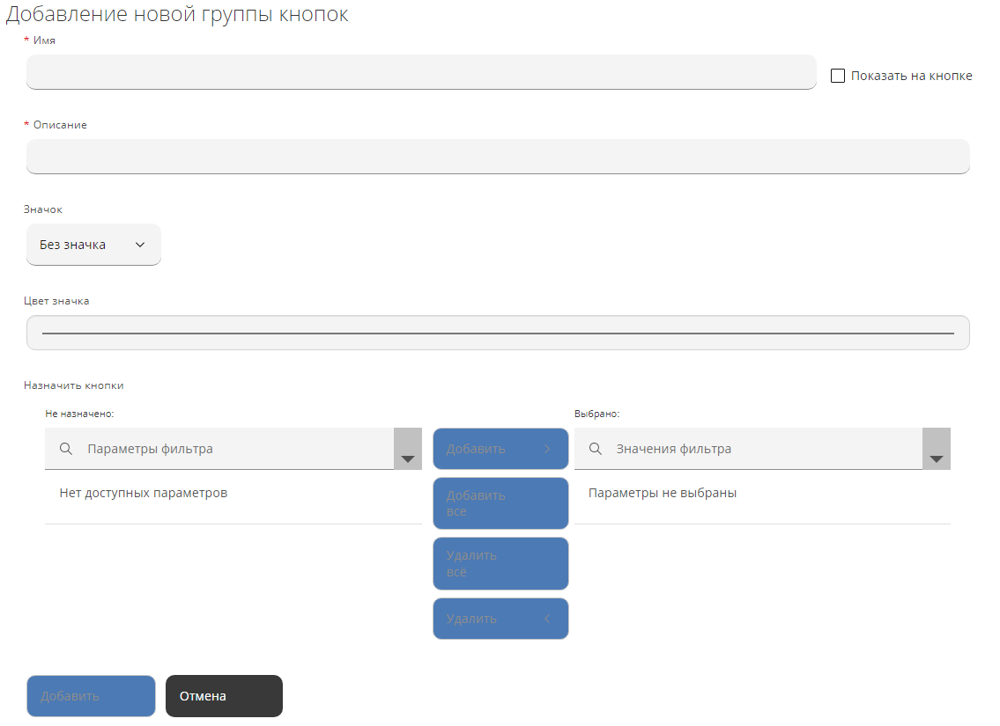 Добавление новой группы кнопок
* Имя
Показать на кнопке
* Описание
Значок
Без значка
Цвет значка
Назначить кнопки
Не назначено:
Выбрано:
Параметры фильтра
Добавить
Значения фильтра
Нет доступных параметров
Добавить
все
Параметры не выбраны
Удалить
всё
Удалить
Добавить
Отмена